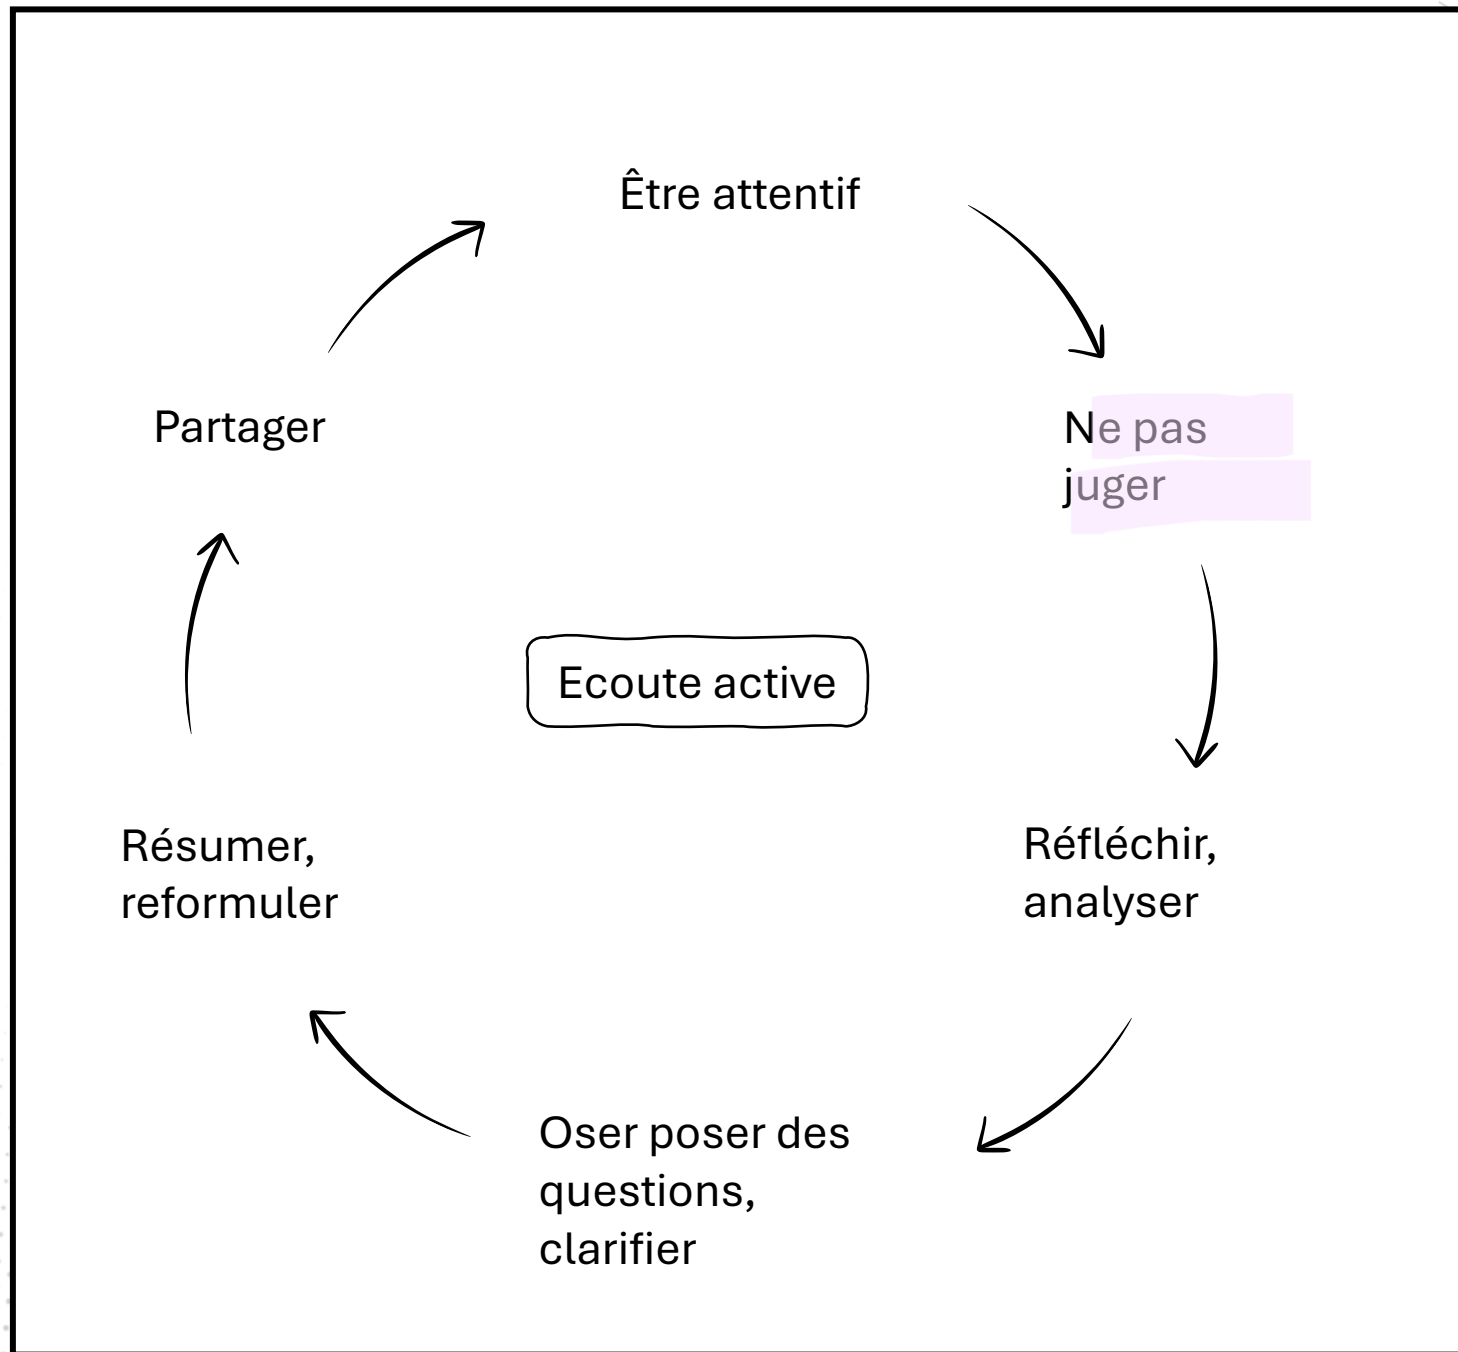 Être attentif
Ne pas
juger
Réfléchir,
analyser
Oser poser des
questions,
clarifier
Résumer,
reformuler
Partager
Ecoute active